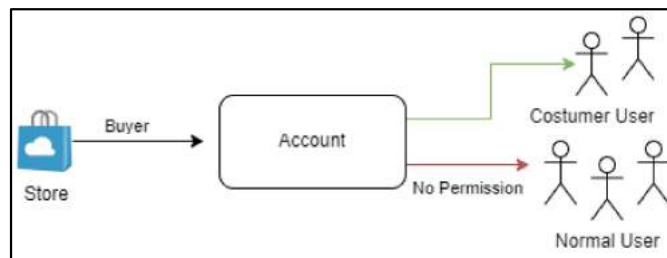 Buyer
Store
Account
Costumer User
No Permission
Normal User